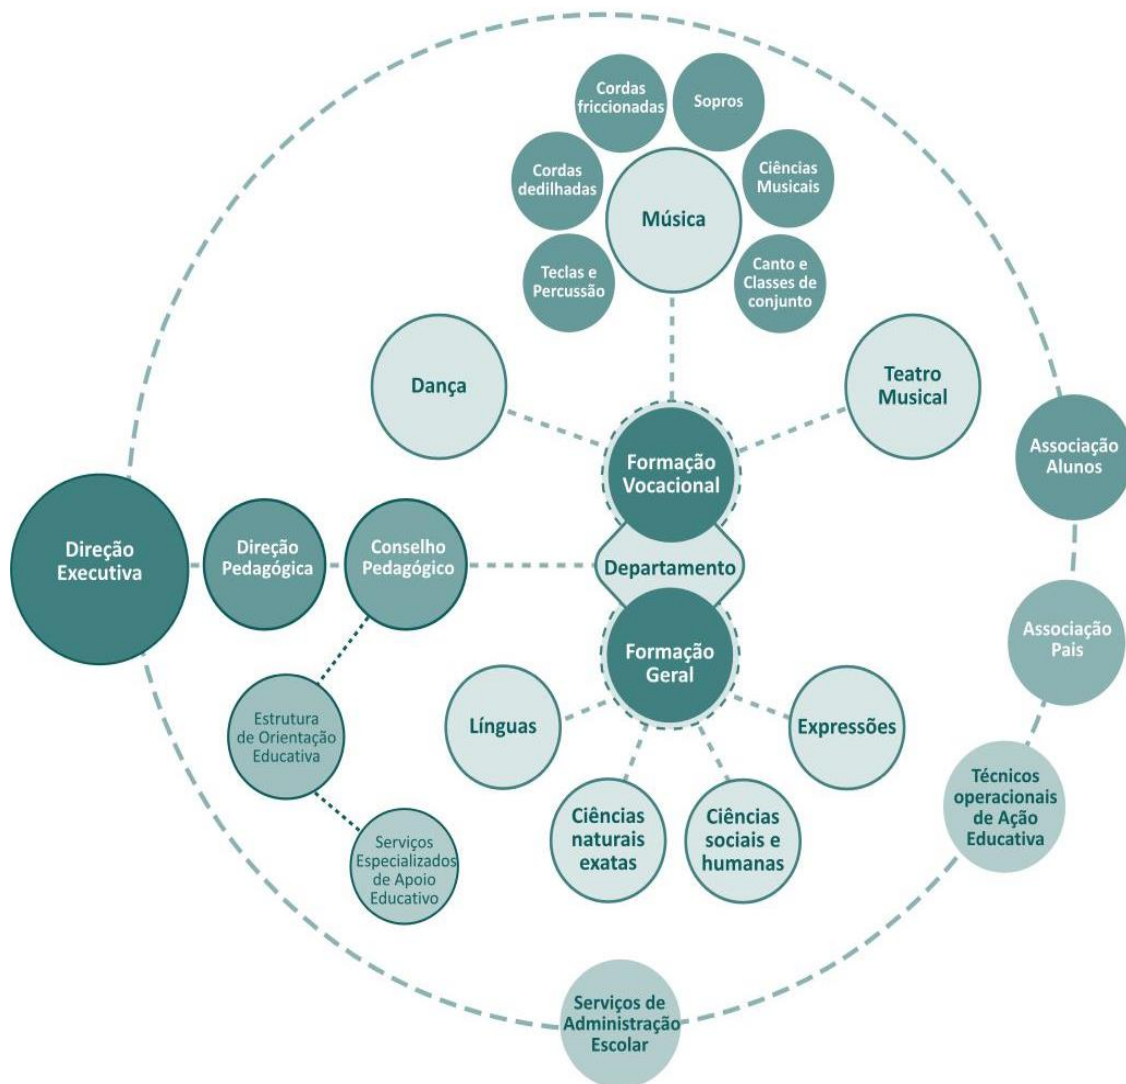 Cordas
friccionadas
Sopros
Cordas
dedilhadas
Ciências
Musicais
Música
Teclas e
Percussão
Canto e
Classes de
conjunto
Dança
Teatro
Musical
Formação
Vocacional
Associação
Alunos
Direção
Executiva
Direção
Pedagógica
Conselho
Pedagógico
Departamento
Formação
Geral
Associação
Pais
Estrutura
de Orientação
Educativa
Línguas
Expressões
Ciências
naturais
exatas
Ciências
sociais e
humanas
Técnicos
operacionais
de Ação
Educativa
Serviços
Especializados
de Apoio
Educativo
Serviços de
Administração
Escolar